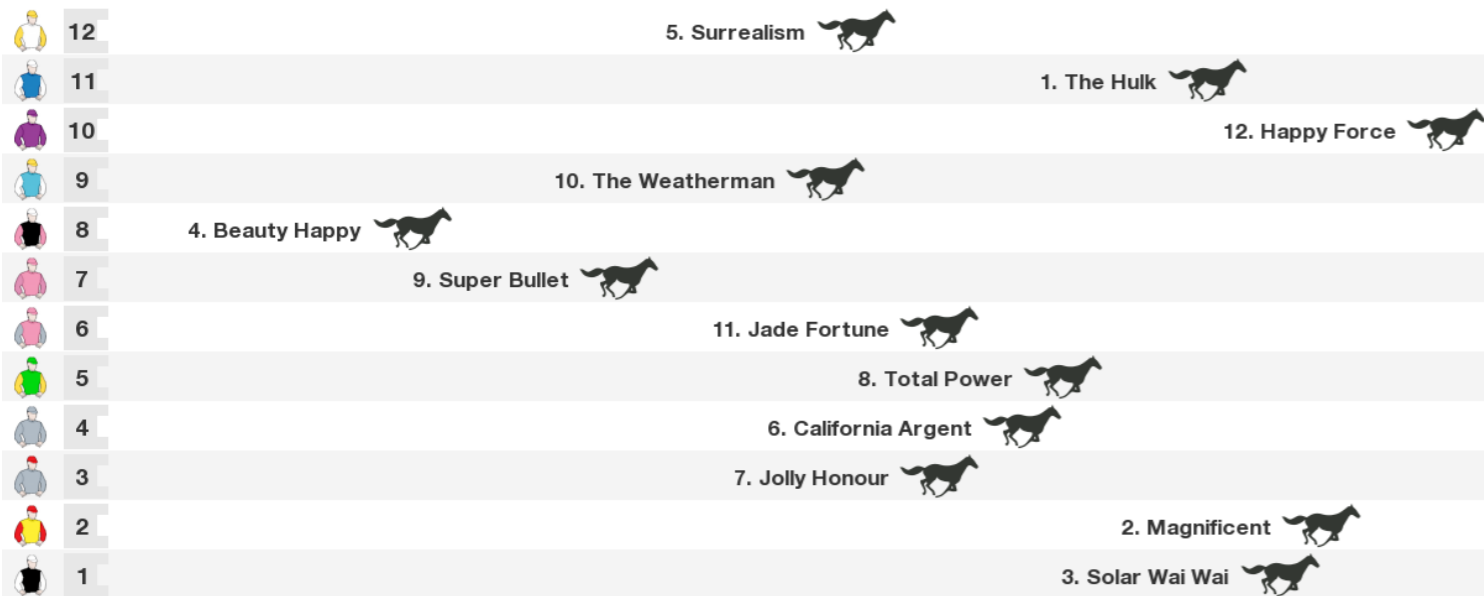 12 5. Surrealism
11 1. The Hulk
10 12. Happy Force
9 10. The Weatherman
8 4. Beauty Happy
7 9. Super Bullet
6 11. Jade Fortune
5 8. Total Power
4 6. California Argent
3 7. Jolly Honour
2 2. Magnificent
1 3. Solar Wai Wai